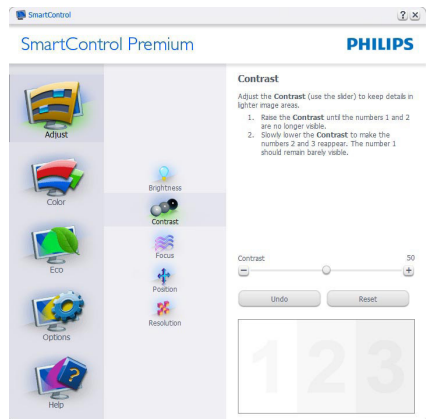 SmartControl
SmartControl Premium
PHILIPS
Adjust
Color
Eco
Options
Help
Brightness
Contrast
Focus
Position
Resolution
Contrast
Adjust the Contrast (use the slider) to keep details in
lighter image areas.
1. Raise the Contrast until the numbers 1 and 2
are no longer visible.
2. Slowly lower the Contrast to make the
numbers 2 and 3 reappear. The number 1
should remain barely visible.
Contrast 50
Undo Reset
1 2 3